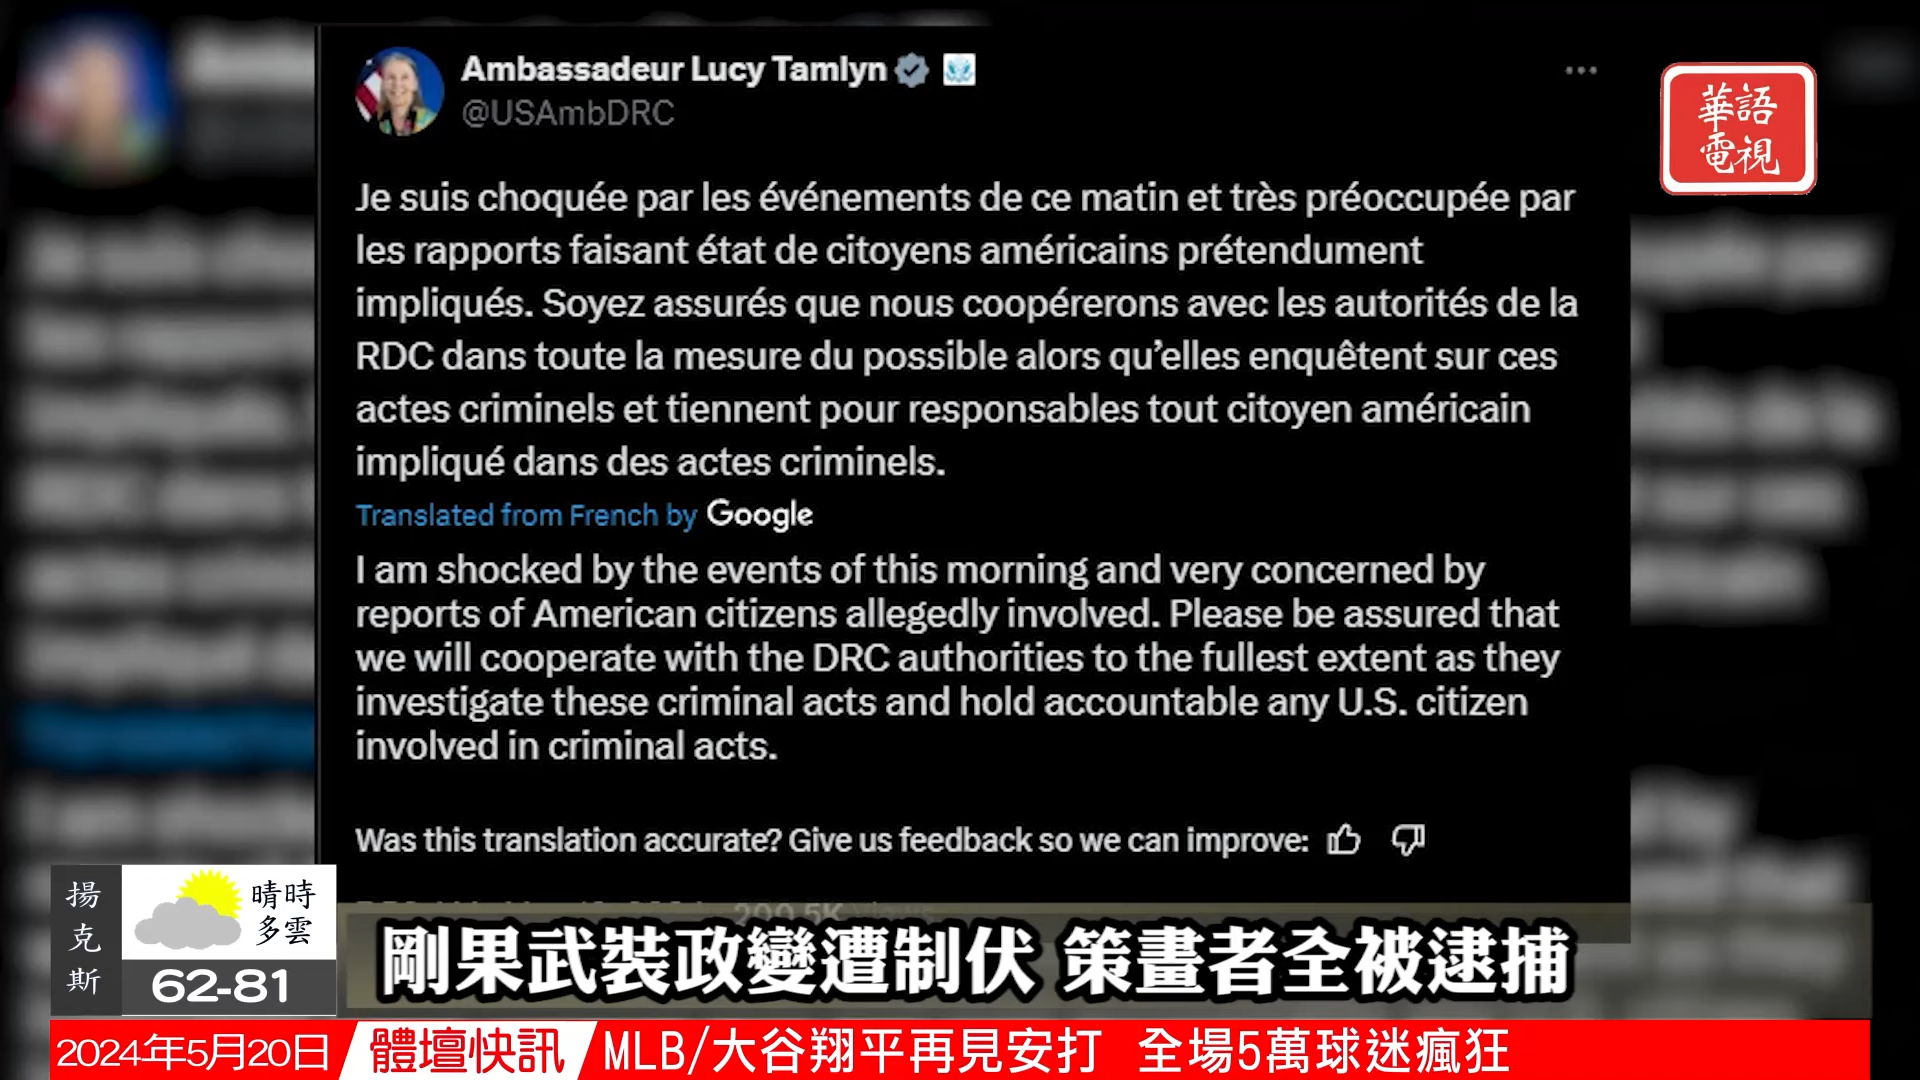 Ambassadeur Lucy Tamlyn
@USAmbDRC
華語
電視
Je suis choquée par les événements de ce matin et très préoccupée par
les rapports faisant état de citoyens américains prétendument
impliqués. Soyez assurés que nous coopérerons avec les autorités de la
RDC dans toute la mesure du possible alors qu’elles enquêtent sur ces
actes criminels et tiennent pour responsables tout citoyen américain
impliqué dans des actes criminels.
Translated from French by Google
I am shocked by the events of this morning and very concerned by
reports of American citizens allegedly involved. Please be assured that
we will cooperate with the DRC authorities to the fullest extent as they
investigate these criminal acts and hold accountable any U.S. citizen
involved in criminal acts.
Was this translation accurate? Give us feedback so we can improve:
200.5K
揚克斯
晴時
多雲
62-81
剛果武裝政變遭制伏 策畫者全被逮捕
2024年5月20日
體壇快訊
MLB/大谷翔平再見安打 全場5萬球迷瘋狂